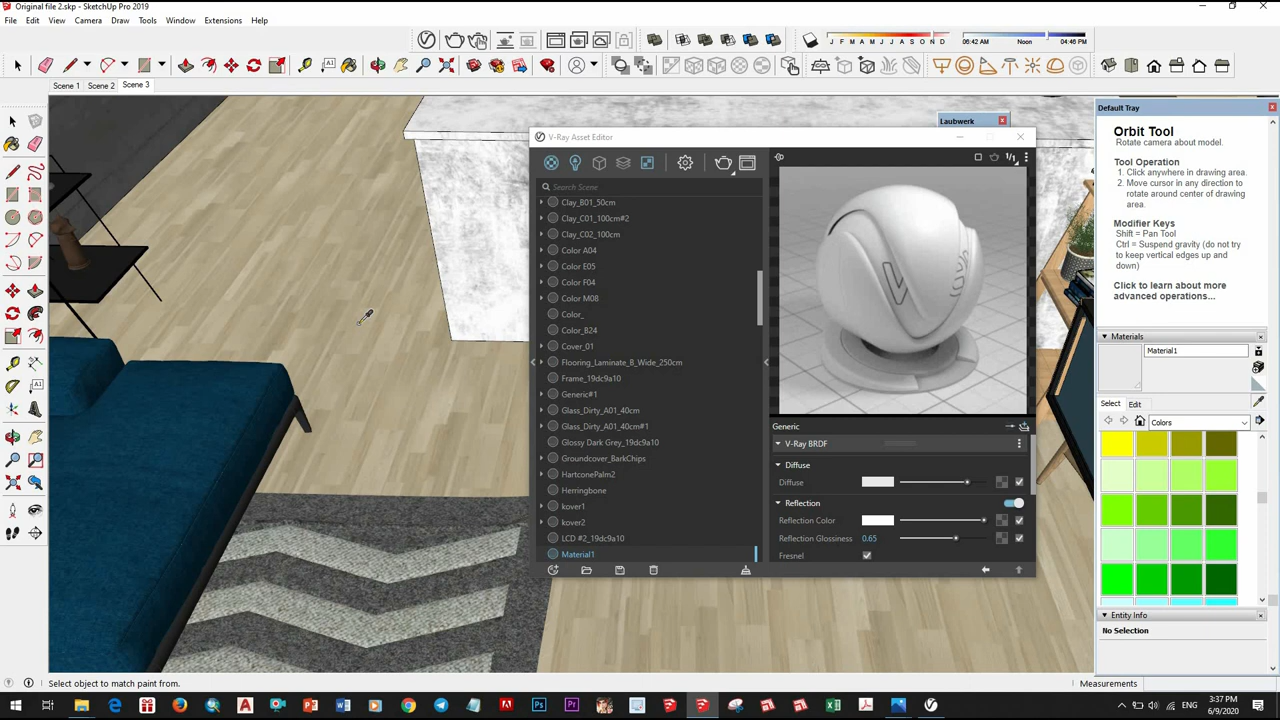 Original file 2.skp - SketchUp Pro 2019
File Edit View Camera Draw Tools Window Extensions Help
J F M A M J J A S O N D
06:42 AM Noon 04:46 PM
Scene 1 Scene 2 Scene 3
Laubwerk
V-Ray Asset Editor
Search Scene
Clay_B01_50cm
Clay_C01_100cm#2
Clay_C02_100cm
Color A04
Color E05
Color F04
Color M08
Color_
Color_B24
Cover_01
Flooring_Laminate_B_Wide_250cm
Frame_19dc9a10
Generic#1
Glass_Dirty_A01_40cm
Glass_Dirty_A01_40cm#1
Glossy Dark Grey_19dc9a10
Groundcover_BarkChips
HartconePalm2
Herringbone
kover1
kover2
LCD #2_19dc9a10
Material1
1/1
Generic
V-Ray BRDF
Diffuse
Diffuse
Reflection
Reflection Color
Reflection Glossiness 0.65
Fresnel
Default Tray
Orbit Tool
Rotate camera about model.
Tool Operation
1. Click anywhere in drawing area.
2. Move cursor in any direction to
rotate around center of drawing
area.
Modifier Keys
Shift = Pan Tool
Ctrl = Suspend gravity (do not try
to keep vertical edges up and
down)
Click to learn about more
advanced operations...
Materials
Material1
Select Edit
Colors
Entity Info
No Selection
Select object to match paint from.
Measurements
ENG
3:37 PM
6/9/2020